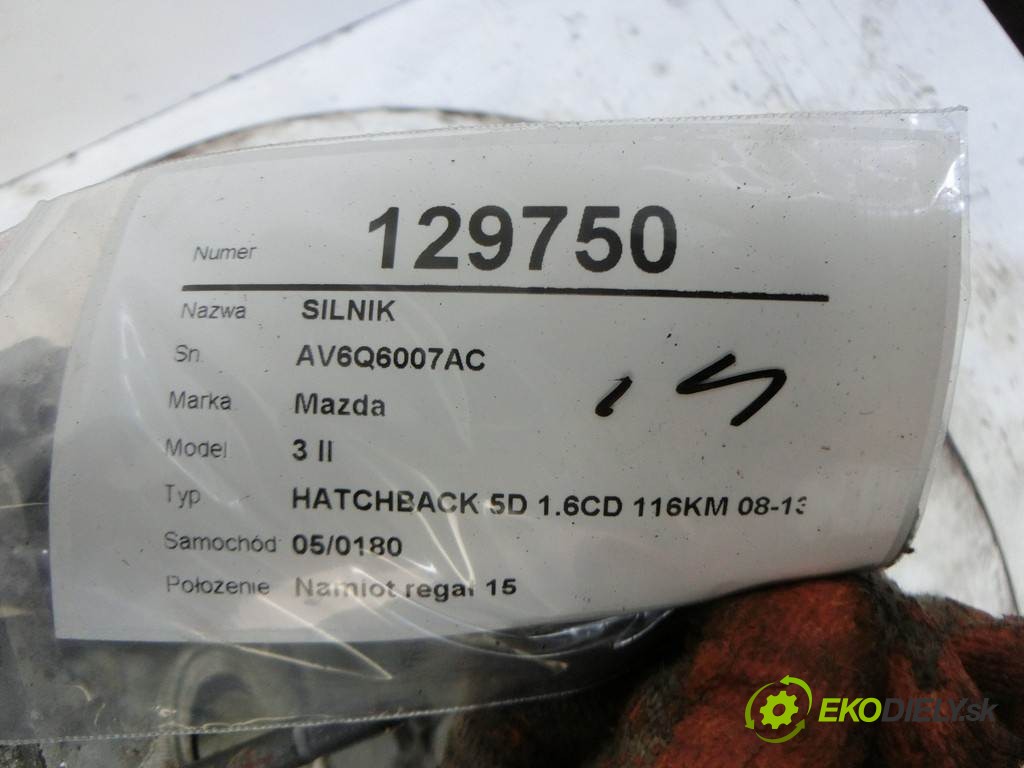 Numer 129750
Nazwa SILNIK
Sn AV6Q6007AC
Marka Mazda
Model 3 II
Typ HATCHBACK 5D 1.6CD 116KM 08-13
Samochód 05/0180
Położenie Namiot regał 15
EKODIELY.sk